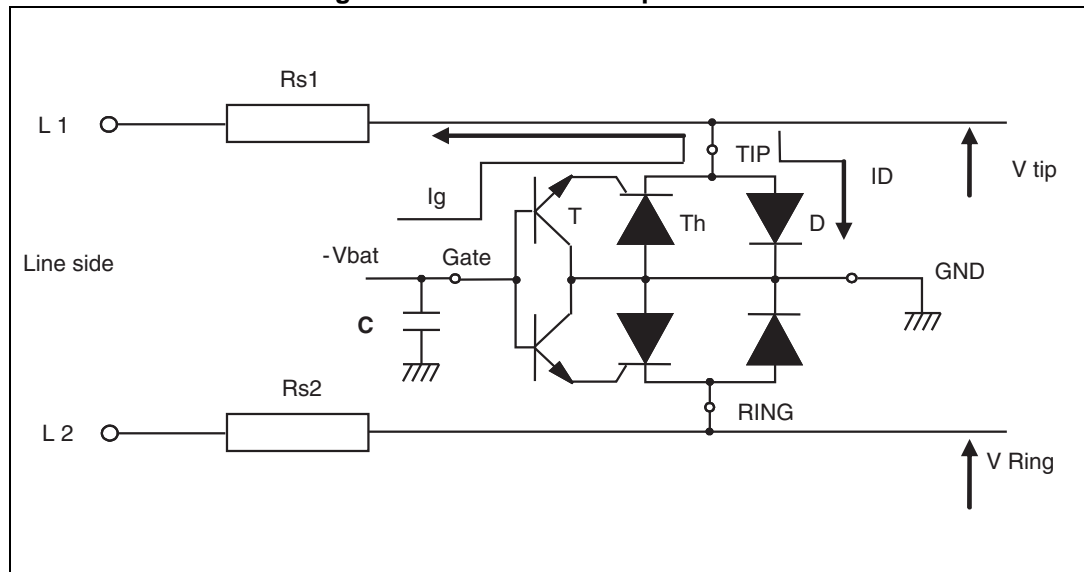 Rs1
L 1
TIP
V tip
ID
Ig
T
Th
D
Line side
-Vbat
Gate
GND
C
Rs2
RING
L 2
V Ring